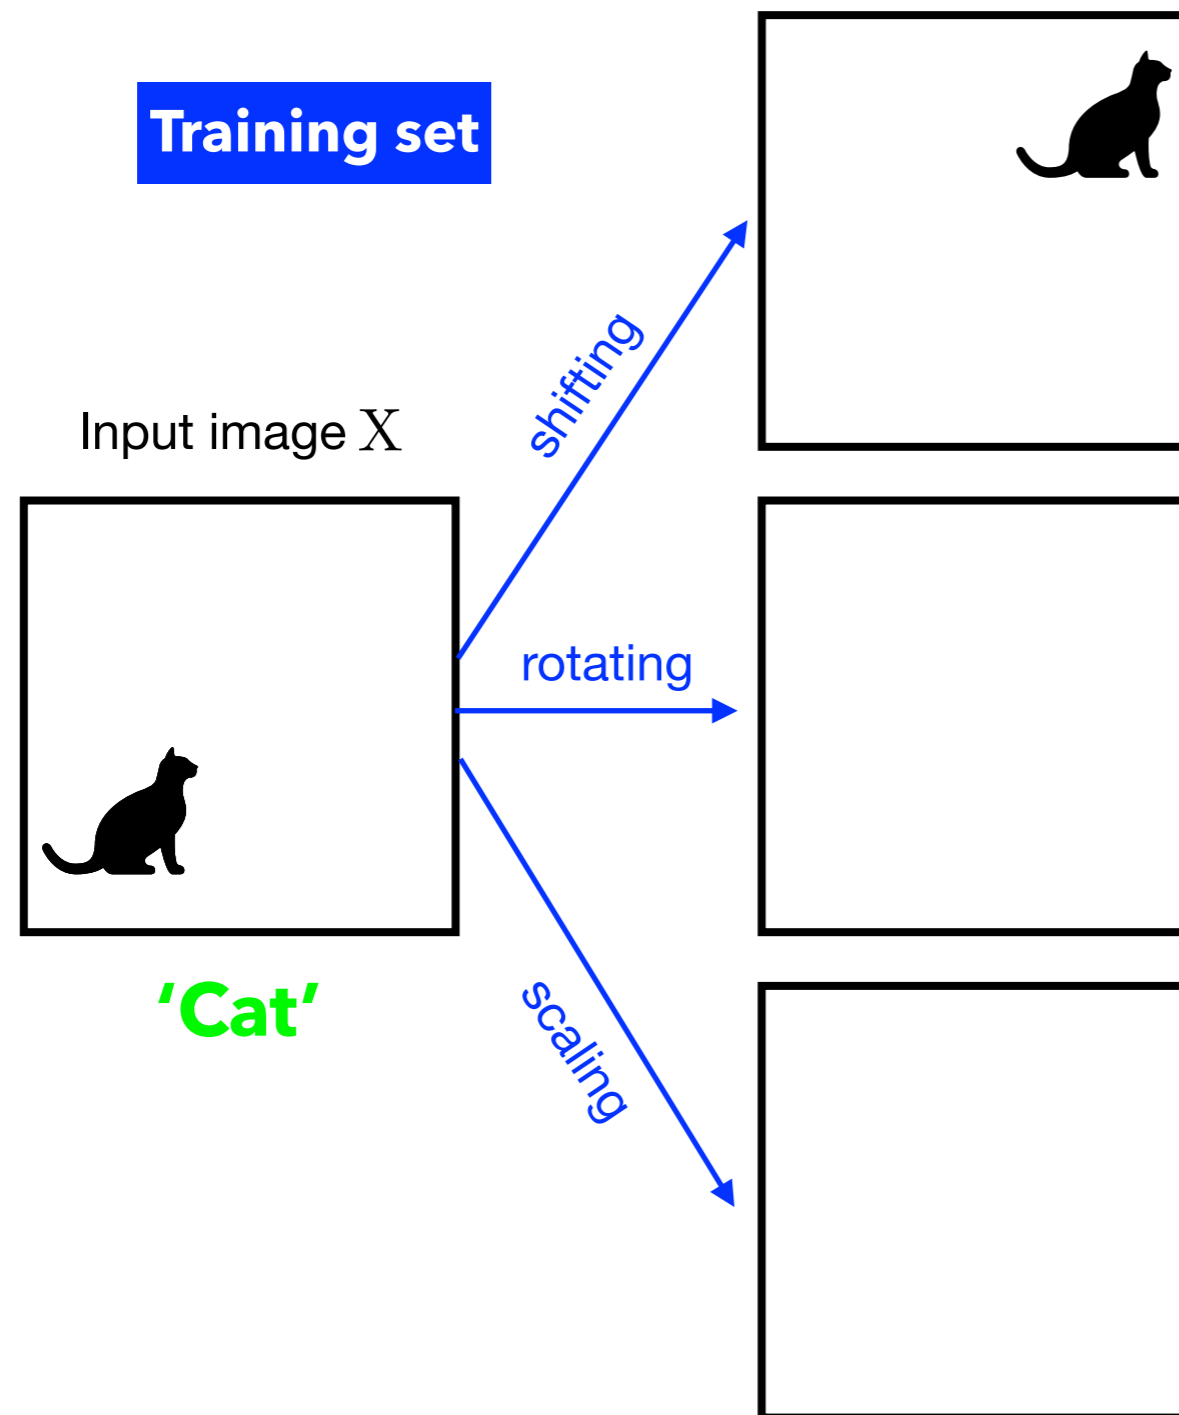 Training set
shifting
Input image X
rotating
‘Cat’
scaling